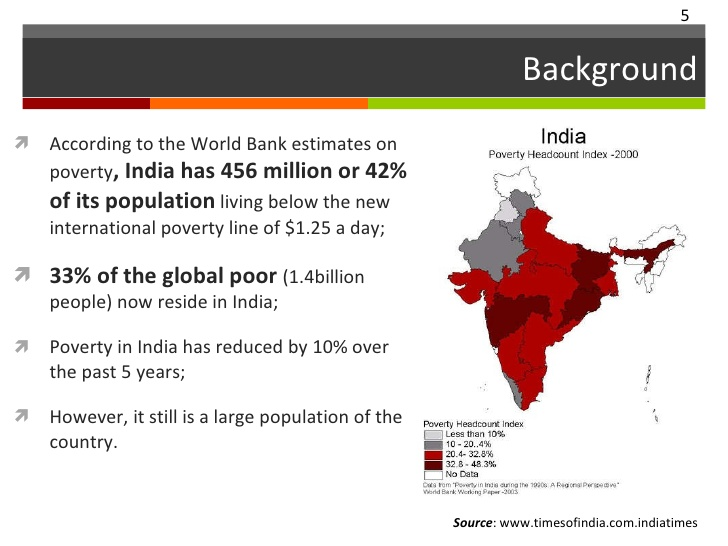 5
Background
According to the World Bank estimates on
poverty, India has 456 million or 42%
of its population living below the new
international poverty line of $1.25 a day;
33% of the global poor (1.4billion
people) now reside in India;
Poverty in India has reduced by 10% over
the past 5 years;
However, it still is a large population of the
country.
India
Poverty Headcount Index -2000
Poverty Headcount Index
Less than 10%
10 - 20..4%
20.4- 32.8%
32.8 - 48.3%
No Data
Data from "Poverty in India during the 1990s: A Regional Perspective"
World Bank Working Paper -2003.
Source: www.timesofindia.com.indiatimes